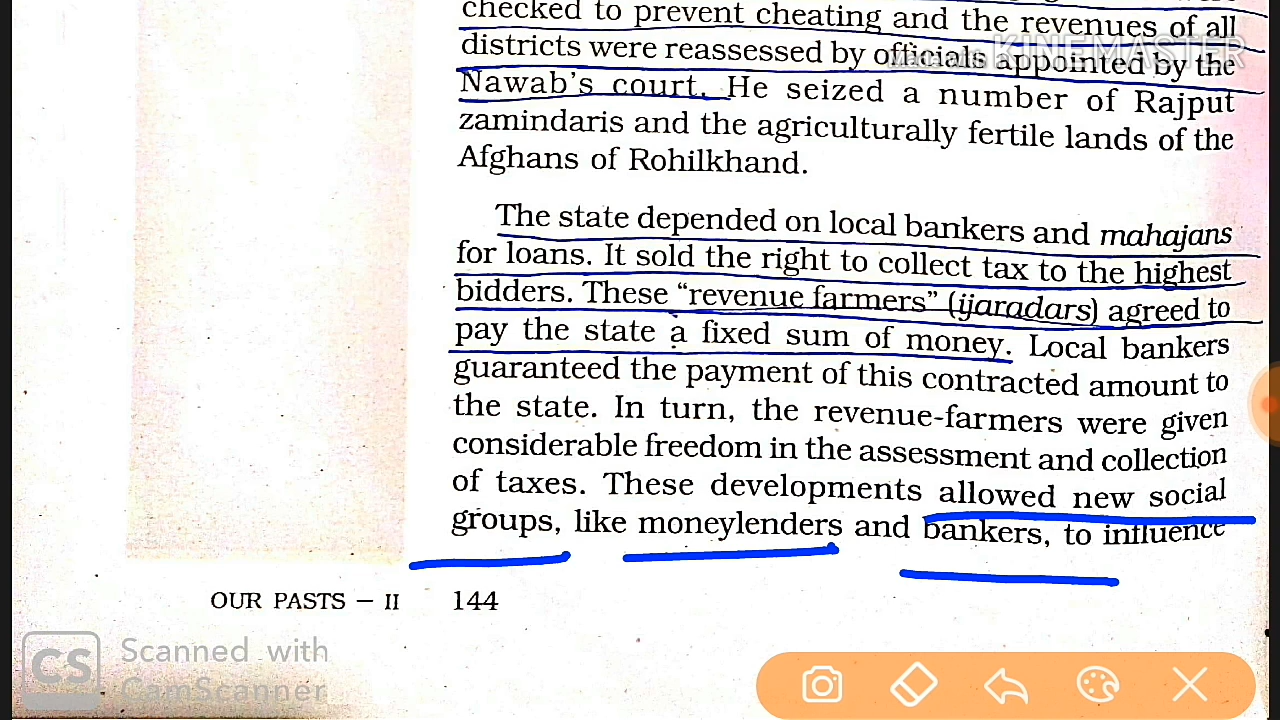 checked to prevent cheating and the revenues of all
districts were reassessed by officials appointed by the
KINEMASTER
Nawab's court. He seized a number of Rajput
zamindaris and the agriculturally fertile lands of the
Afghans of Rohilkhand.
The state depended on local bankers and mahajans
for loans. It sold the right to collect tax to the highest
bidders. These “revenue farmers” (ijaradars) agreed to
pay the state a fixed sum of money. Local bankers
guaranteed the payment of this contracted amount to
the state. In turn, the revenue-farmers were given
considerable freedom in the assessment and collection
of taxes. These developments allowed new social
groups, like moneylenders and bankers, to influence
OUR PASTS – II 144
CS Scanned with
CamScanner